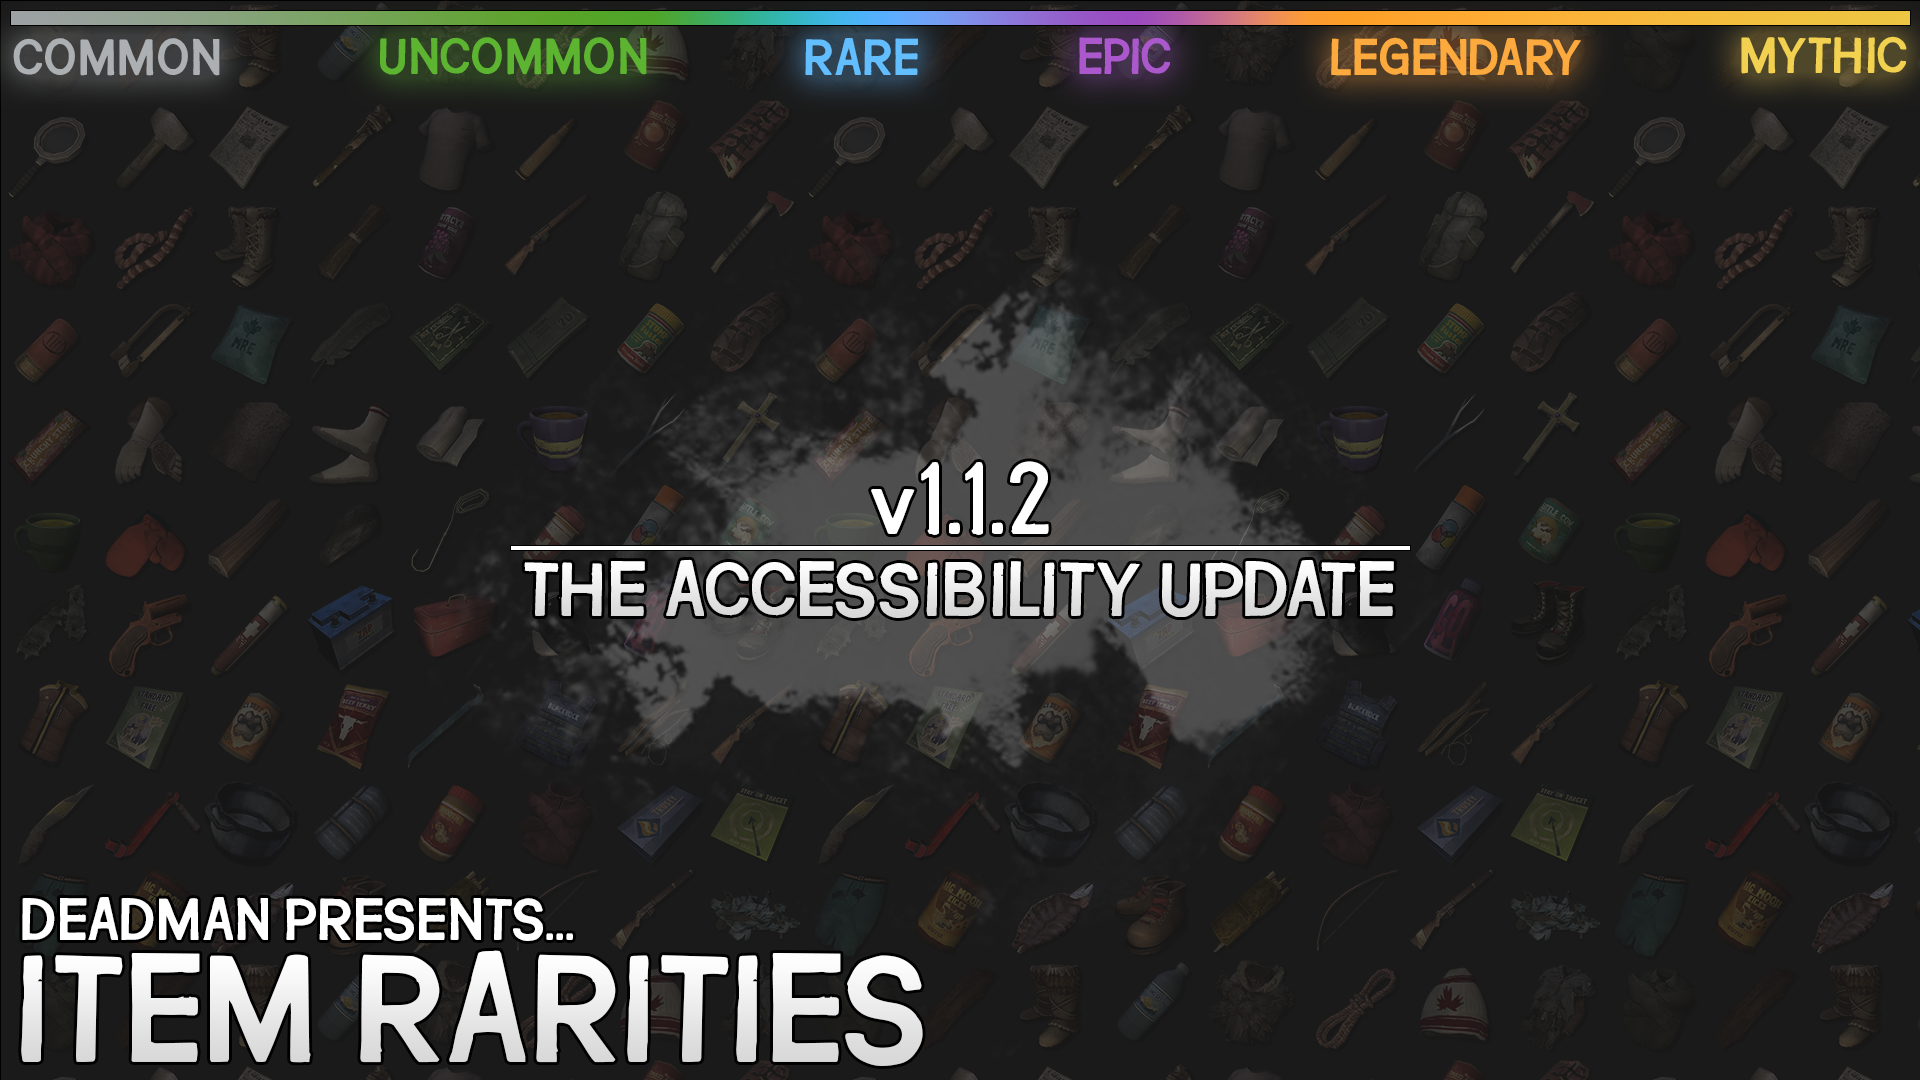 COMMON UNCOMMON RARE EPIC LEGENDARY MYTHIC
v1.1.2
THE ACCESSIBILITY UPDATE
DEADMAN PRESENTS...
ITEM RARITIES